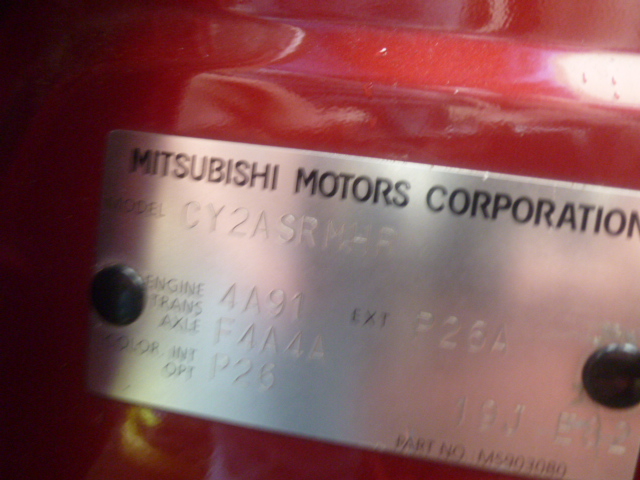 MITSUBISHI MOTORS CORPORATION
MODEL
ENGINE 4A91 EXT P26A
TRANS
AXLE F4A4A
COLOR. INT
OPT P26
PART NO. MS903080